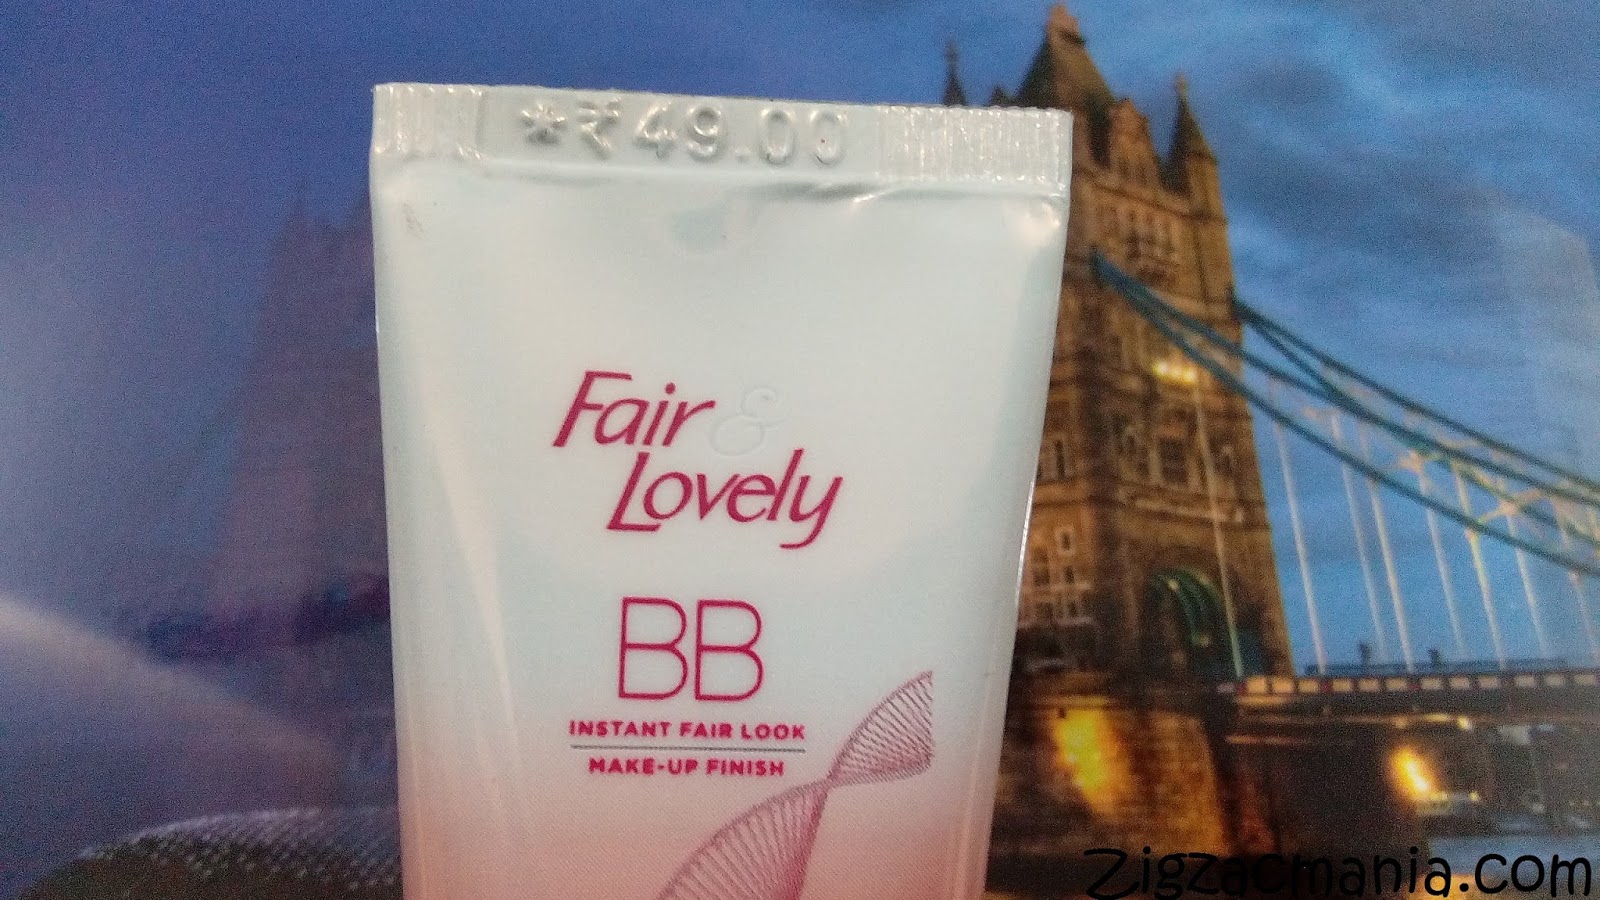 *₹49.00
Fair &
Lovely
BB
INSTANT FAIR LOOK
MAKE-UP FINISH
Zigzacmania.com